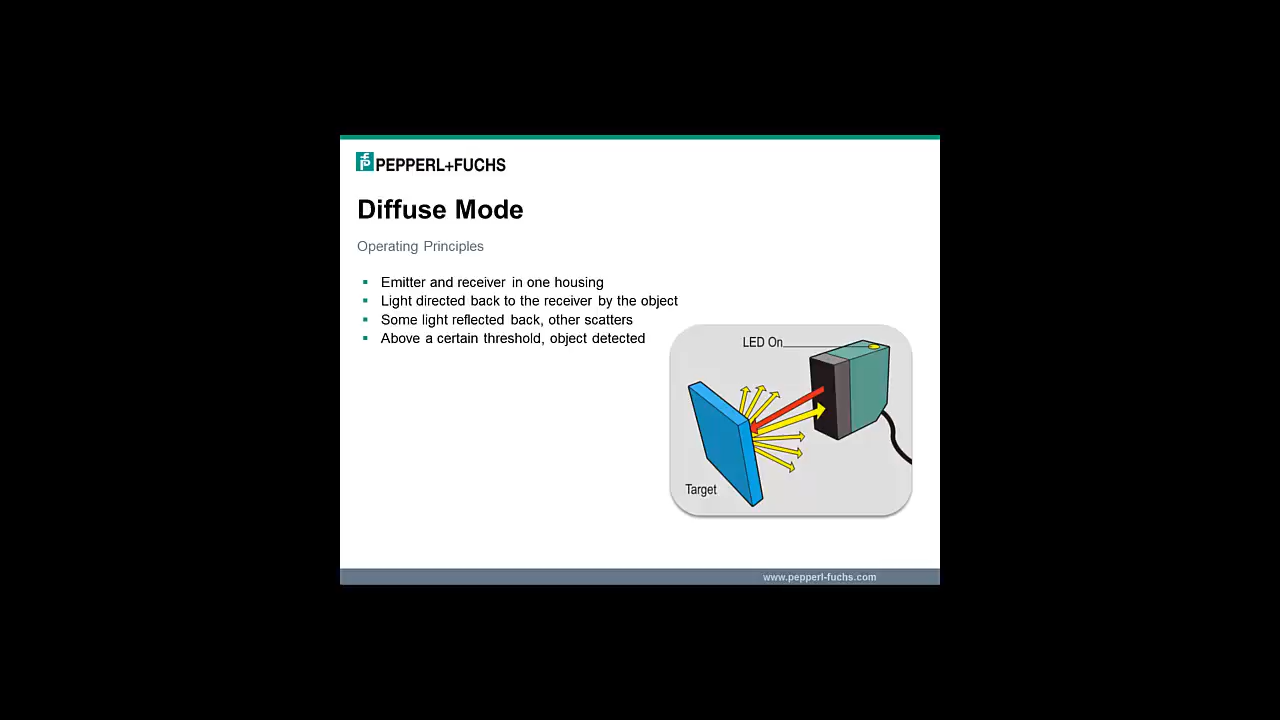 PEPPERL+FUCHS
Diffuse Mode
Operating Principles
Emitter and receiver in one housing
Light directed back to the receiver by the object
Some light reflected back, other scatters
Above a certain threshold, object detected
LED On
Target
www.pepperl-fuchs.com